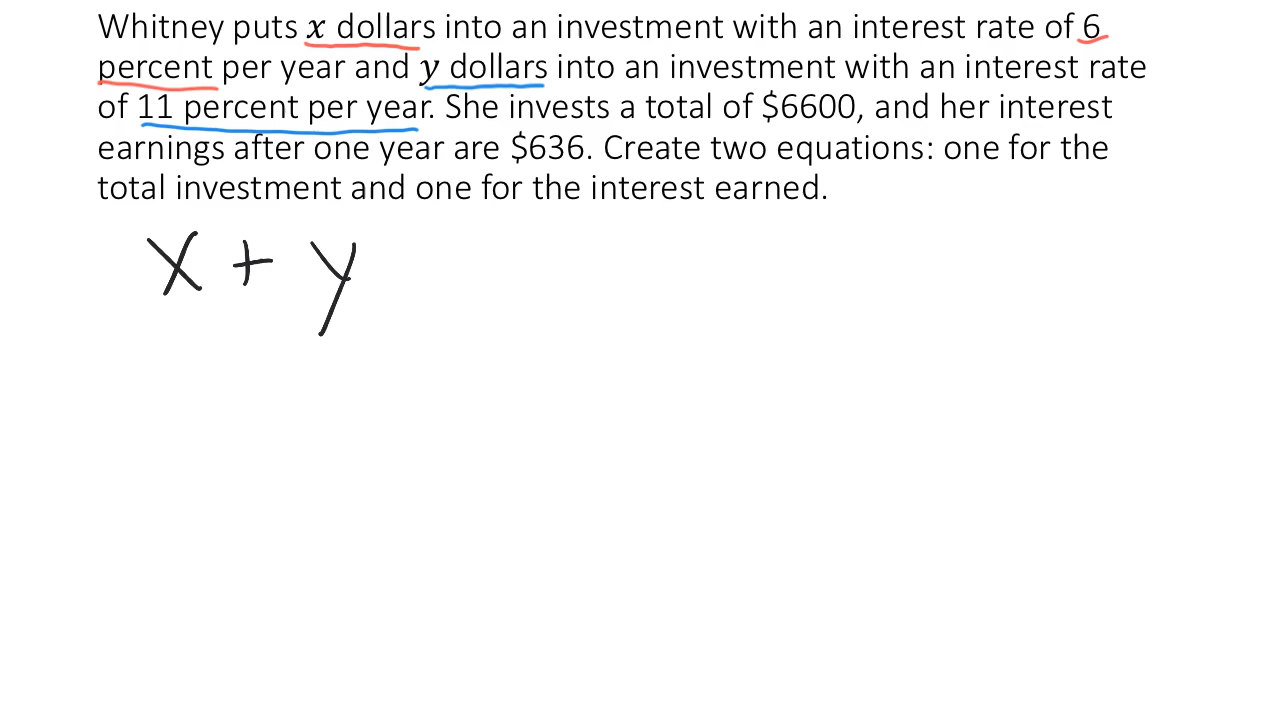 Whitney puts x dollars into an investment with an interest rate of 6
percent per year and y dollars into an investment with an interest rate
of 11 percent per year. She invests a total of $6600, and her interest
earnings after one year are $636. Create two equations: one for the
total investment and one for the interest earned.
x + y